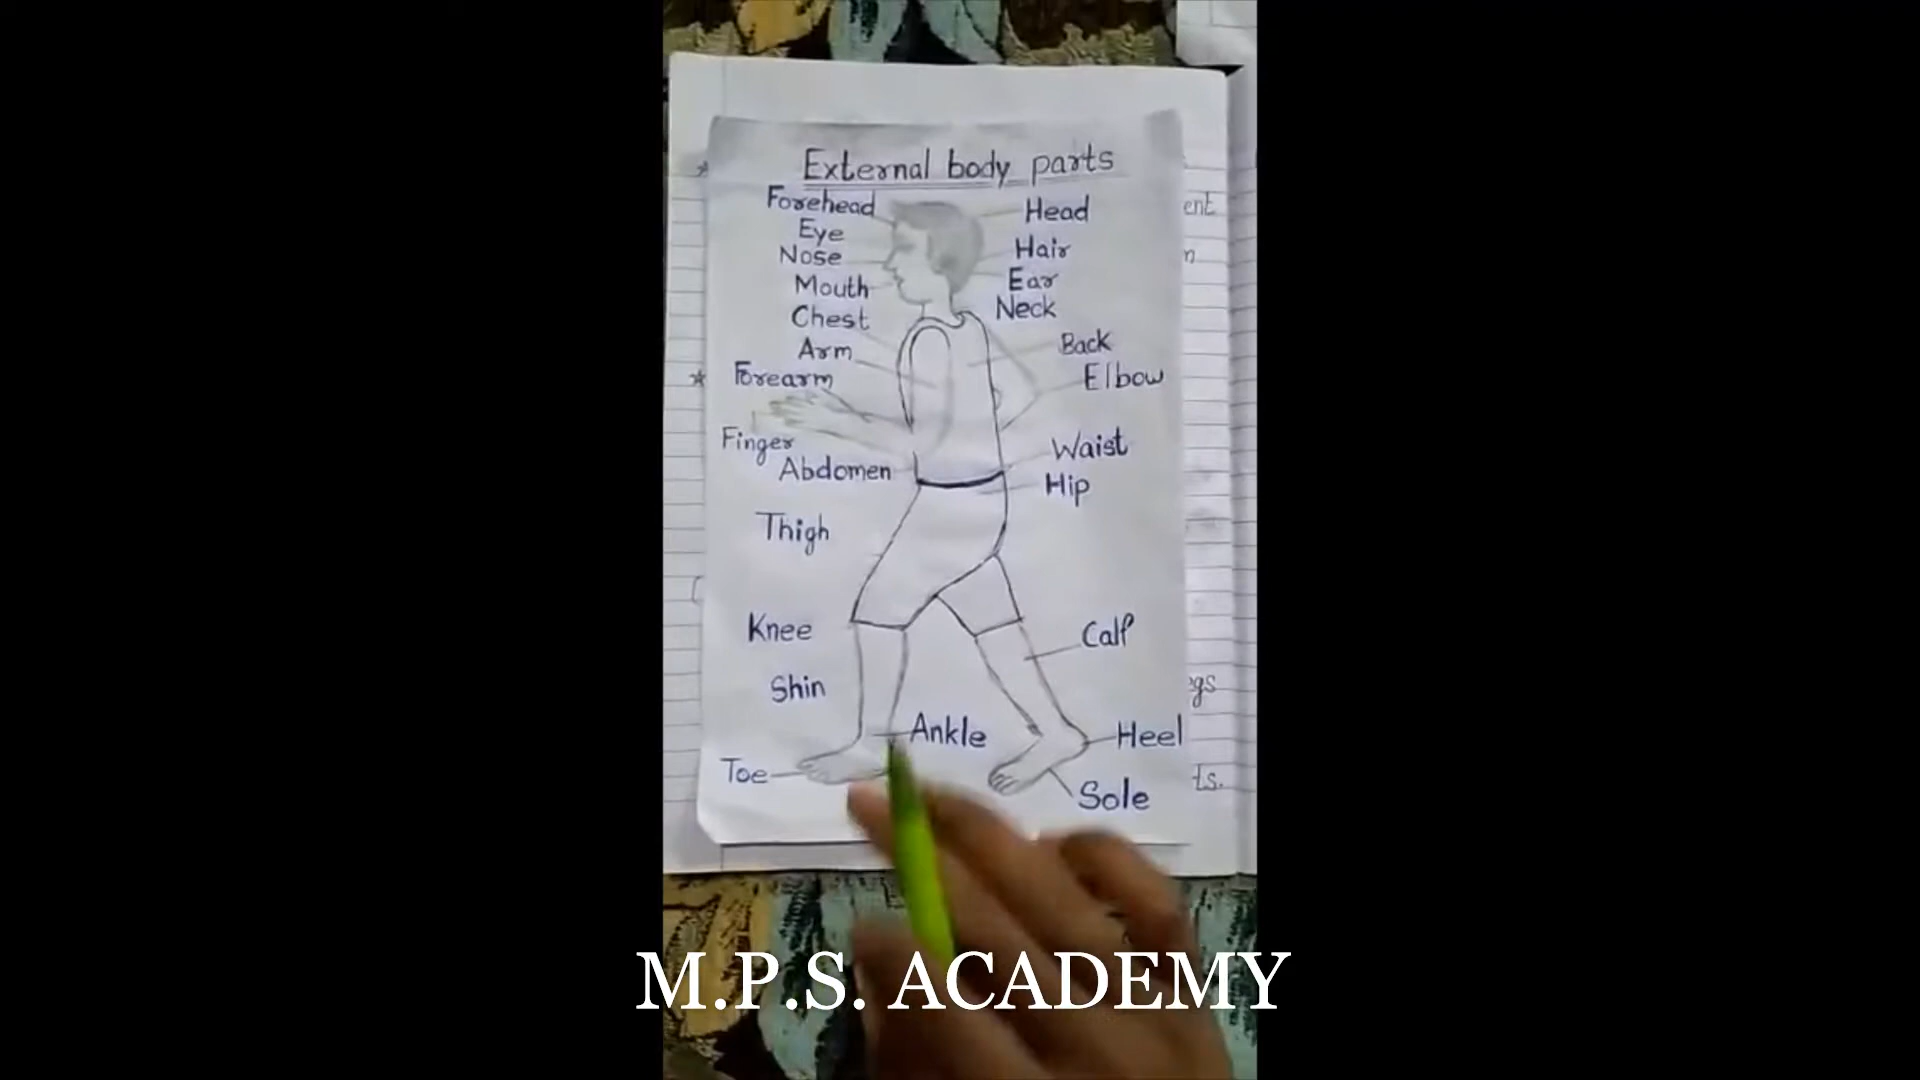 External body parts
Forehead
Head
Eye
Hair
Nose
Ear
Mouth
Neck
Chest
Back
Arm
Elbow
Forearm
Finger
Waist
Abdomen
Hip
Thigh
Knee
Calf
Shin
Ankle
Heel
Toe
Sole
M.P.S. ACADEMY